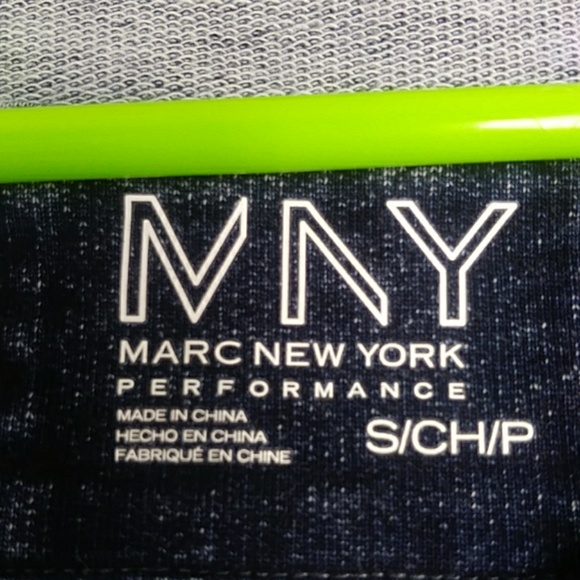 MNY
MARC NEW YORK
PERFORMANCE
MADE IN CHINA
HECHO EN CHINA
FABRIQUÉ EN CHINE
S/CH/P